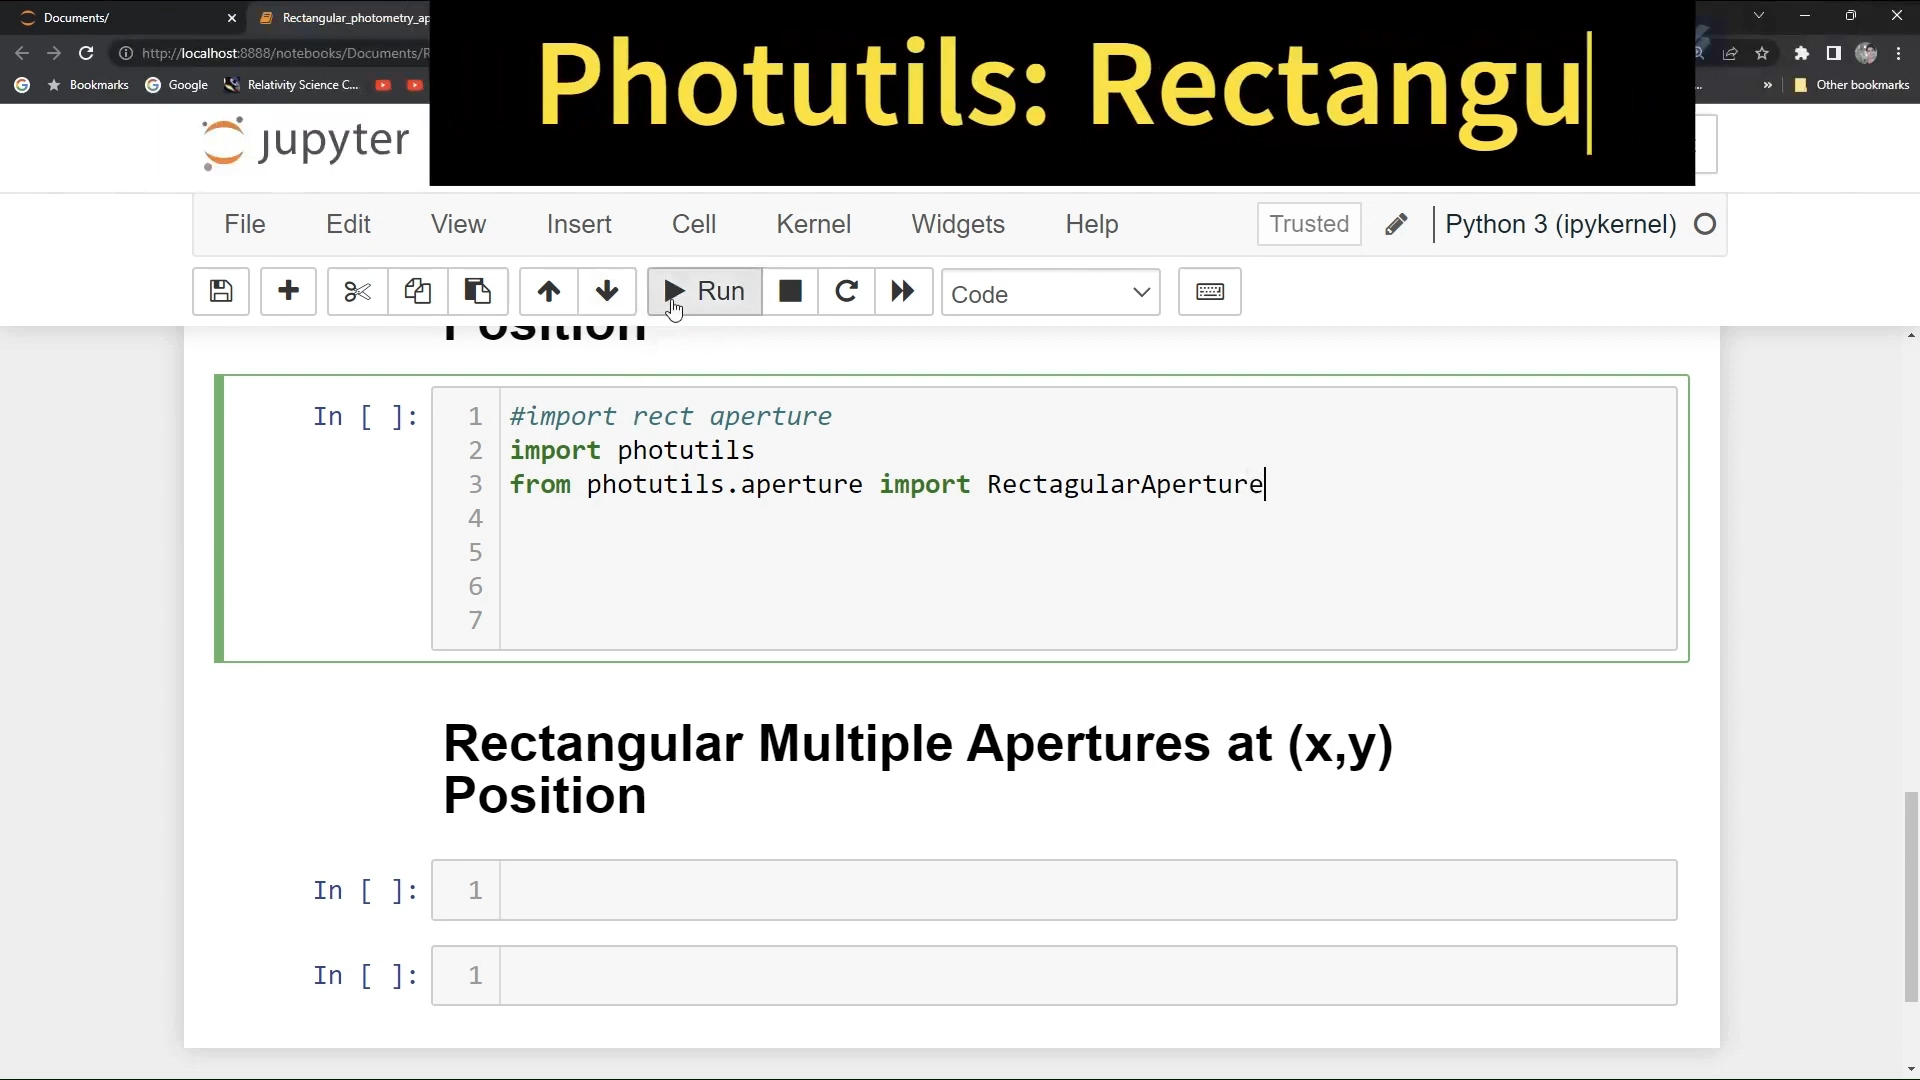 Documents/
Rectangular_photometry_ap
Photutils: Rectangu
http://localhost:8888/notebooks/Documents/R
Bookmarks
Google
Relativity Science C...
Other bookmarks
jupyter
File
Edit
View
Insert
Cell
Kernel
Widgets
Help
Trusted
Python 3 (ipykernel)
Run
Code
Position
In [ ]:
1 #import rect aperture
2 import photutils
3 from photutils.aperture import RectagularAperture
4
5
6
7
Rectangular Multiple Apertures at (x,y)
Position
In [ ]:
1
In [ ]:
1